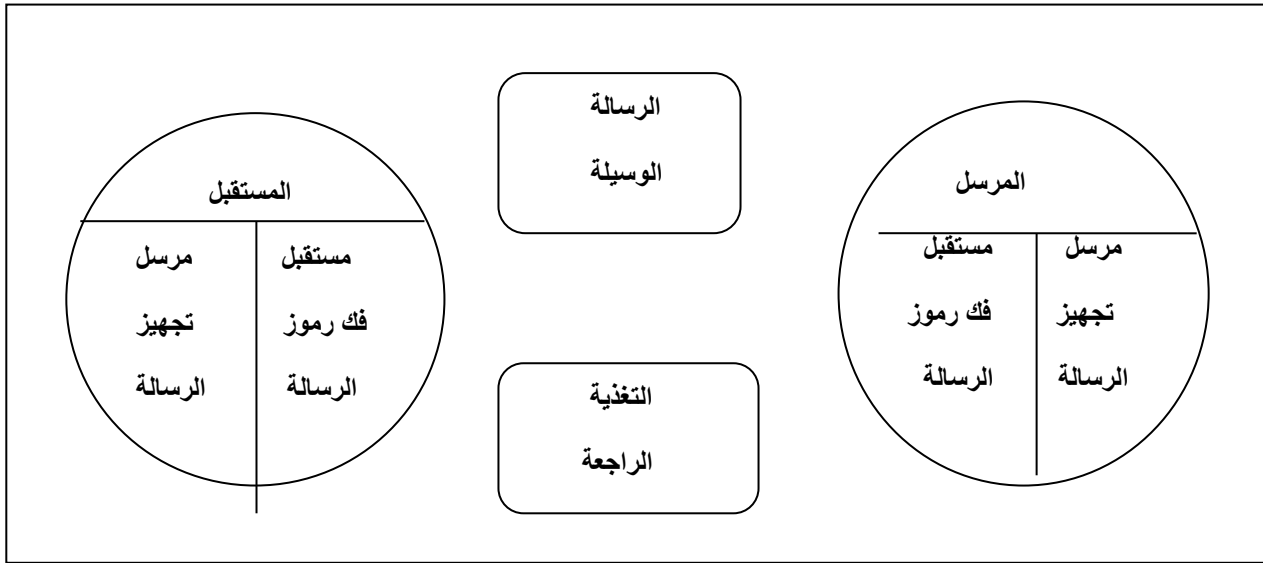 المرسل
مرسل
تجهيز
الرسالة
مستقبل
فك رموز
الرسالة
الرسالة
الوسيلة
التغذية
الراجعة
المستقبل
مستقبل
فك رموز
الرسالة
مرسل
تجهيز
الرسالة